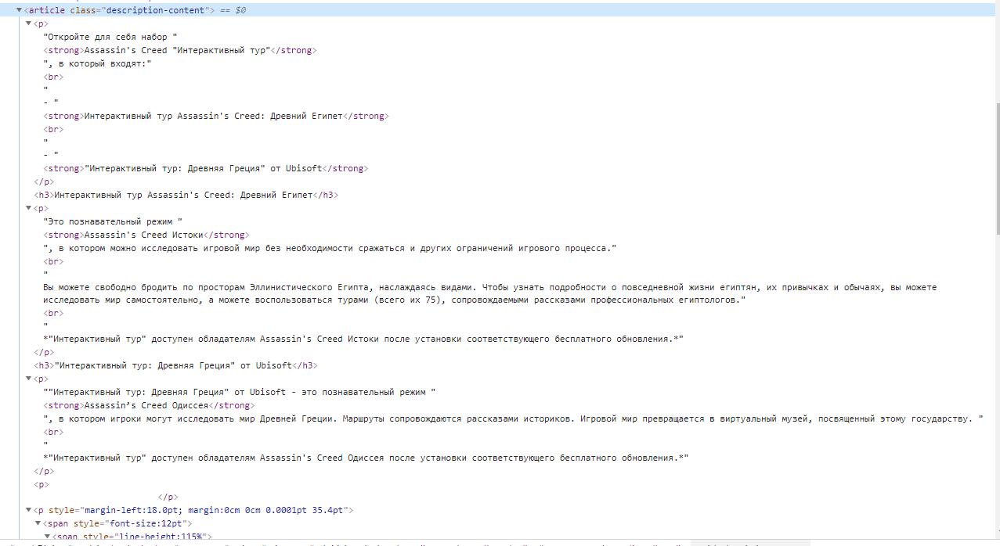 ▼<article class="description-content"> == $0
▼<p>
"Откройте для себя набор "
<strong>Assassin's Creed "Интерактивный тур"</strong>
", в который входят:"
<br>
"
- "
<strong>Интерактивный тур Assassin's Creed: Древний Египет</strong>
<br>
"
- "
<strong>"Интерактивный тур: Древняя Греция" от Ubisoft</strong>
</p>
<h3>Интерактивный тур Assassin's Creed: Древний Египет</h3>
▼<p>
"Это познавательный режим "
<strong>Assassin's Creed Истоки</strong>
", в котором можно исследовать игровой мир без необходимости сражаться и других ограничений игрового процесса."
<br>
"
Вы можете свободно бродить по просторам Эллинистического Египта, наслаждаясь видами. Чтобы узнать подробности о повседневной жизни египтян, их привычках и обычаях, вы можете
исследовать мир самостоятельно, а можете воспользоваться турами (всего их 75), сопровождаемыми рассказами профессиональных египтологов."
<br>
"
*"Интерактивный тур" доступен обладателям Assassin's Creed Истоки после установки соответствующего бесплатного обновления.*"
</p>
<h3>"Интерактивный тур: Древняя Греция" от Ubisoft</h3>
▼<p>
""Интерактивный тур: Древняя Греция" от Ubisoft - это познавательный режим "
<strong>Assassin’s Creed Одиссея</strong>
", в котором игроки могут исследовать мир Древней Греции. Маршруты сопровождаются рассказами историков. Игровой мир превращается в виртуальный музей, посвященный этому государству. "
<br>
"
*"Интерактивный тур" доступен обладателям Assassin's Creed Одиссея после установки соответствующего бесплатного обновления.*"
</p>
<p>
</p>
▼<p style="margin-left:18.0pt; margin:0cm 0cm 0.0001pt 35.4pt">
▼<span style="font-size:12pt">
▼<span style="line-height:115%">